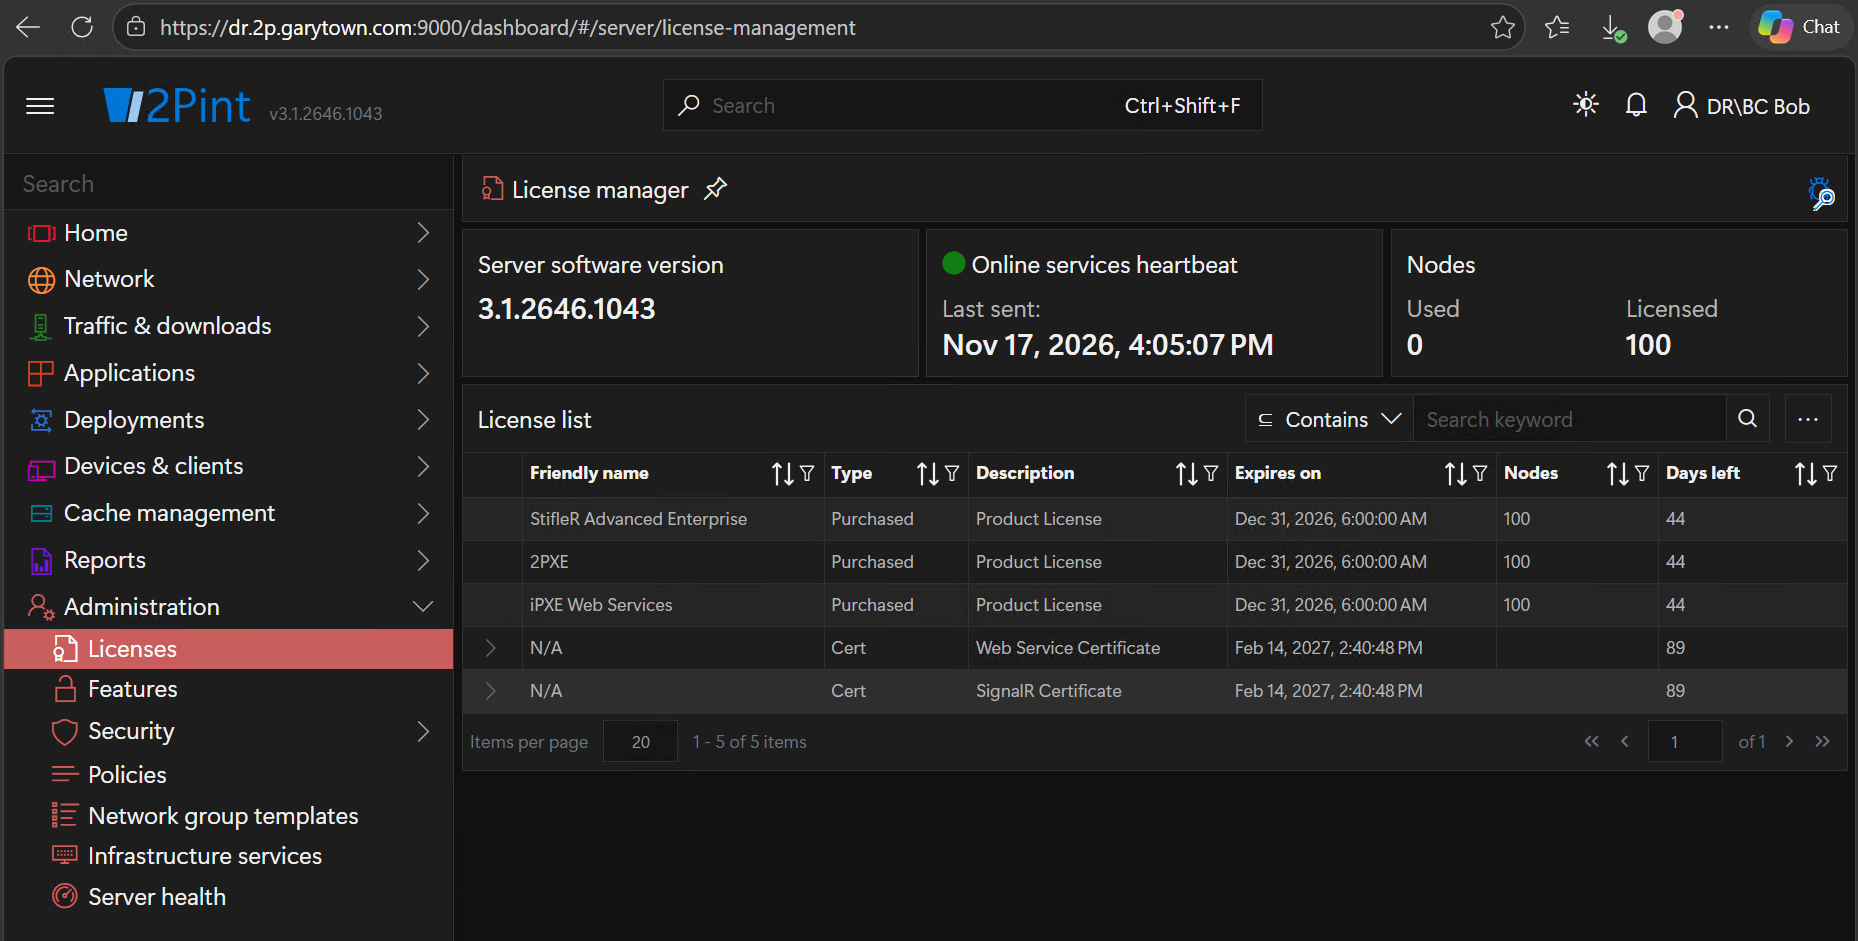 https://dr.2p.garytown.com:9000/dashboard/#/server/license-management
Chat
2Pint v3.1.2646.1043
Search Ctrl+Shift+F
DR\BC Bob
Search
Home
Network
Traffic & downloads
Applications
Deployments
Devices & clients
Cache management
Reports
Administration
Licenses
Features
Security
Policies
Network group templates
Infrastructure services
Server health
License manager
Server software version
3.1.2646.1043
Online services heartbeat
Last sent:
Nov 17, 2026, 4:05:07 PM
Nodes
Used Licensed
0 100
License list
⊆ Contains Search keyword ...
Friendly name Type Description Expires on Nodes Days left
StifleR Advanced Enterprise Purchased Product License Dec 31, 2026, 6:00:00 AM 100 44
2PXE Purchased Product License Dec 31, 2026, 6:00:00 AM 100 44
iPXE Web Services Purchased Product License Dec 31, 2026, 6:00:00 AM 100 44
N/A Cert Web Service Certificate Feb 14, 2027, 2:40:48 PM 89
N/A Cert SignalR Certificate Feb 14, 2027, 2:40:48 PM 89
Items per page 20 1 - 5 of 5 items
1 of 1